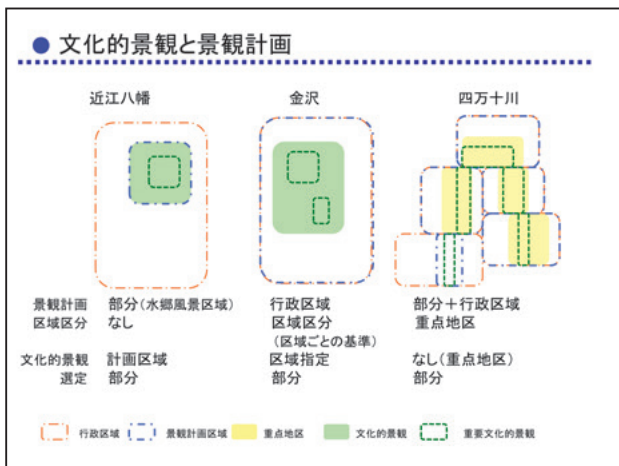 ● 文化的景観と景観計画
近江八幡 金沢 四万十川
景観計画 部分(水郷風景区域) 行政区域 部分＋行政区域
区域区分 なし 区域区分 重点地区
(区域ごとの基準)
文化的景観 計画区域 区域指定 なし(重点地区)
選定 部分 部分 部分
行政区域 景観計画区域 重点地区 文化的景観 重要文化的景観